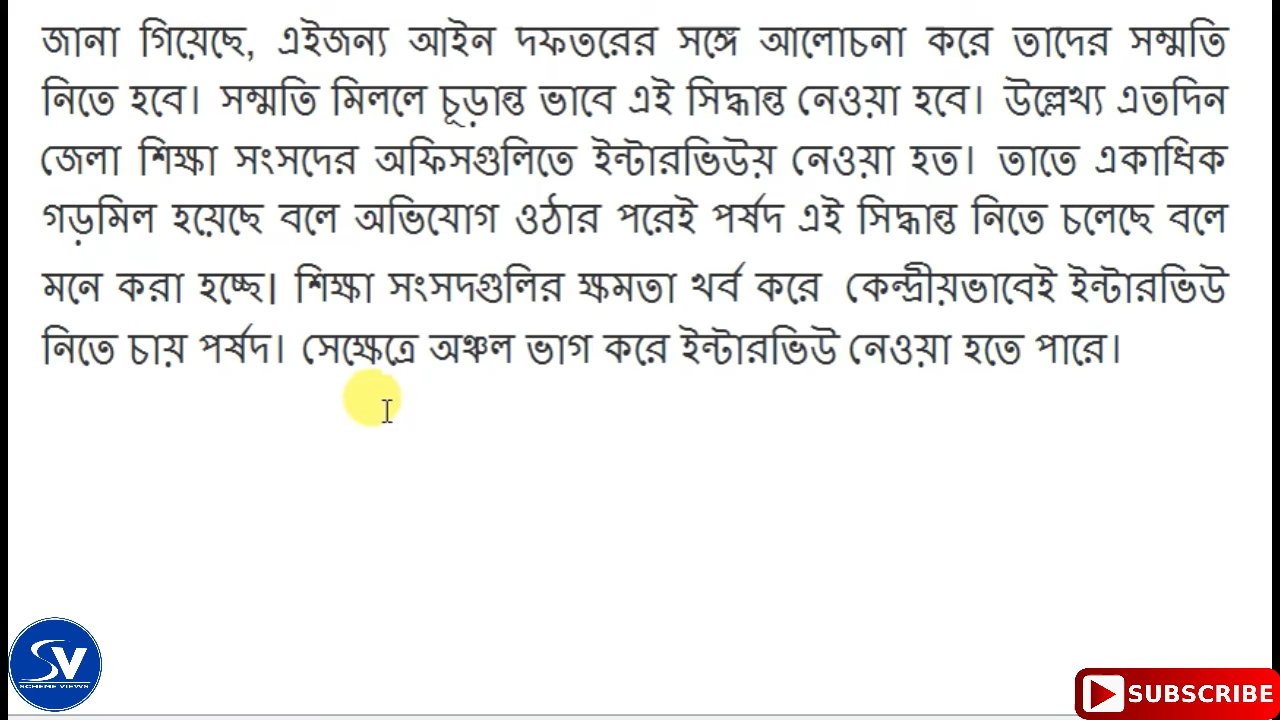 জানা গিয়েছে, এইজন্য আইন দফতরের সঙ্গে আলোচনা করে তাদের সম্মতি
নিতে হবে। সম্মতি মিললে চূড়ান্ত ভাবে এই সিদ্ধান্ত নেওয়া হবে। উল্লেখ্য এতদিন
জেলা শিক্ষা সংসদের অফিসগুলিতে ইন্টারভিউয় নেওয়া হত। তাতে একাধিক
গড়মিল হয়েছে বলে অভিযোগ ওঠার পরেই পর্ষদ এই সিদ্ধান্ত নিতে চলেছে বলে
মনে করা হচ্ছে। শিক্ষা সংসদগুলির ক্ষমতা খর্ব করে কেন্দ্রীয়ভাবেই ইন্টারভিউ
নিতে চায় পর্ষদ। সেক্ষেত্রে অঞ্চল ভাগ করে ইন্টারভিউ নেওয়া হতে পারে।
SV
SCHEME VIEWS
SUBSCRIBE